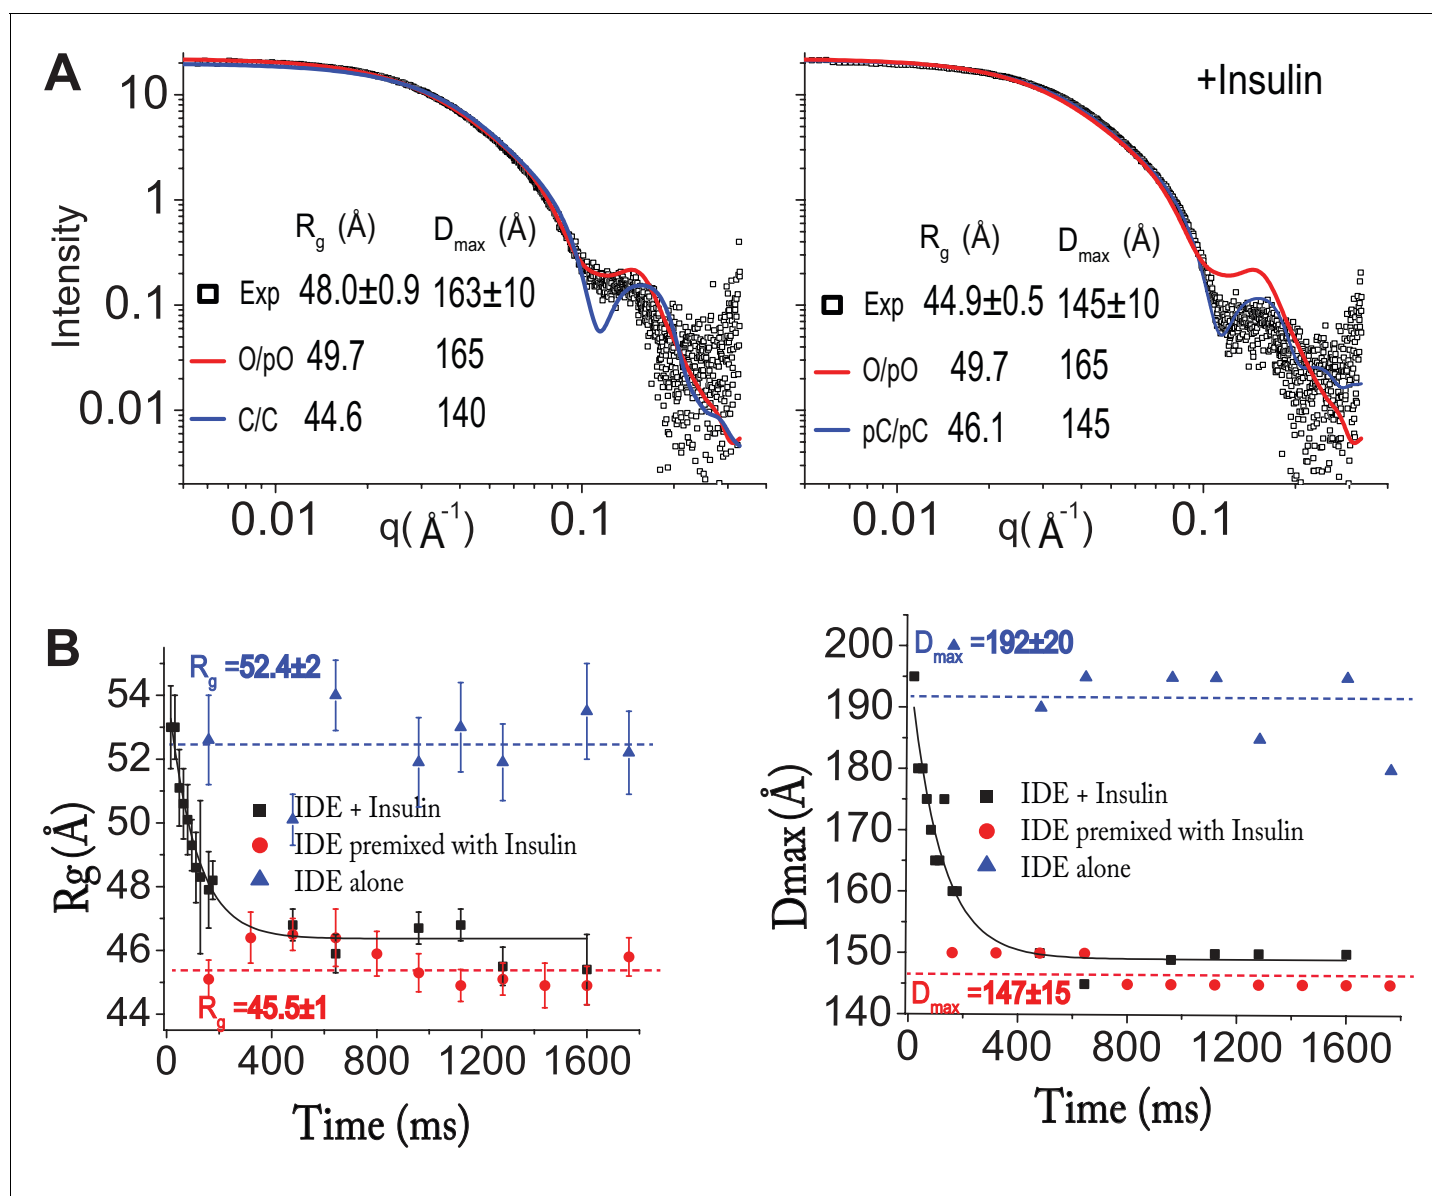 A
+Insulin
Intensity
10
1
0.1
0.01
Rg (Å) Dmax (Å)
Exp 48.0±0.9 163±10
O/pO 49.7 165
C/C 44.6 140
0.01 0.1
q(Å-1)
Rg (Å) Dmax (Å)
Exp 44.9±0.5 145±10
O/pO 49.7 165
pC/pC 46.1 145
0.01 0.1
q(Å-1)
B
Rg (Å)
54
52
50
48
46
44
Rg =52.4±2
IDE + Insulin
IDE premixed with Insulin
IDE alone
Rg =45.5±1
0 400 800 1200 1600
Time (ms)
Dmax (Å)
200
190
180
170
160
150
140
Dmax =192±20
IDE + Insulin
IDE premixed with Insulin
IDE alone
Dmax =147±15
0 400 800 1200 1600
Time (ms)